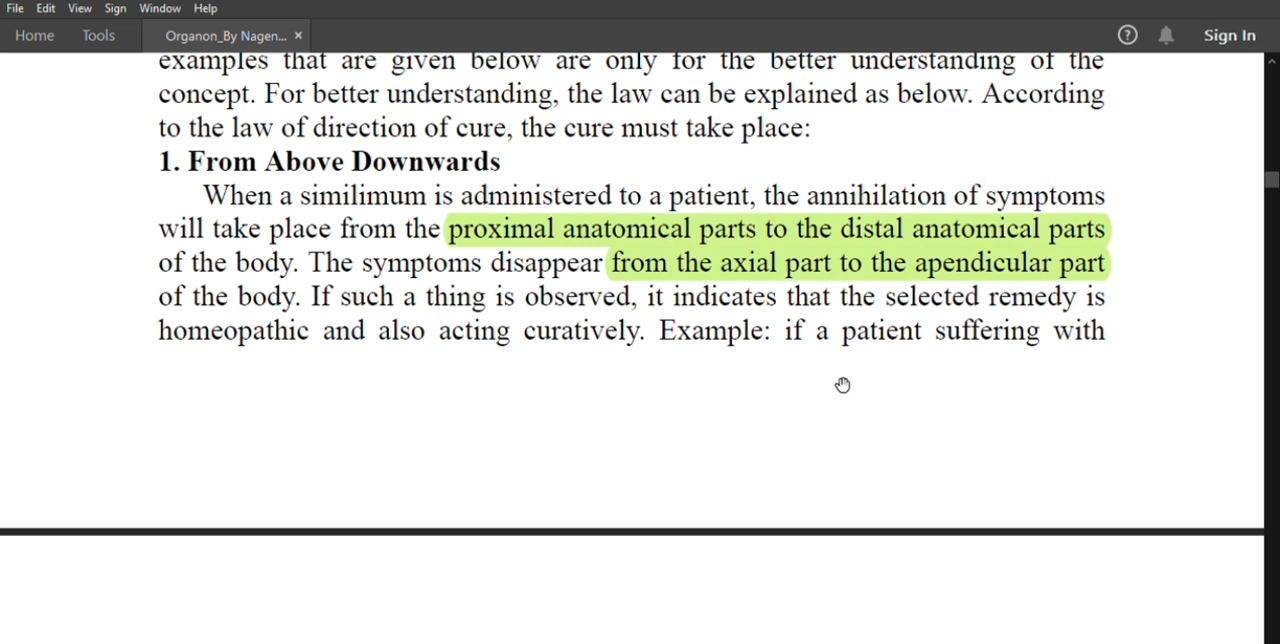 File Edit View Sign Window Help
Home Tools Organon_By Nagen... × ? Sign In
examples that are given below are only for the better understanding of the
concept. For better understanding, the law can be explained as below. According
to the law of direction of cure, the cure must take place:
1. From Above Downwards
When a similimum is administered to a patient, the annihilation of symptoms
will take place from the proximal anatomical parts to the distal anatomical parts
of the body. The symptoms disappear from the axial part to the apendicular part
of the body. If such a thing is observed, it indicates that the selected remedy is
homeopathic and also acting curatively. Example: if a patient suffering with